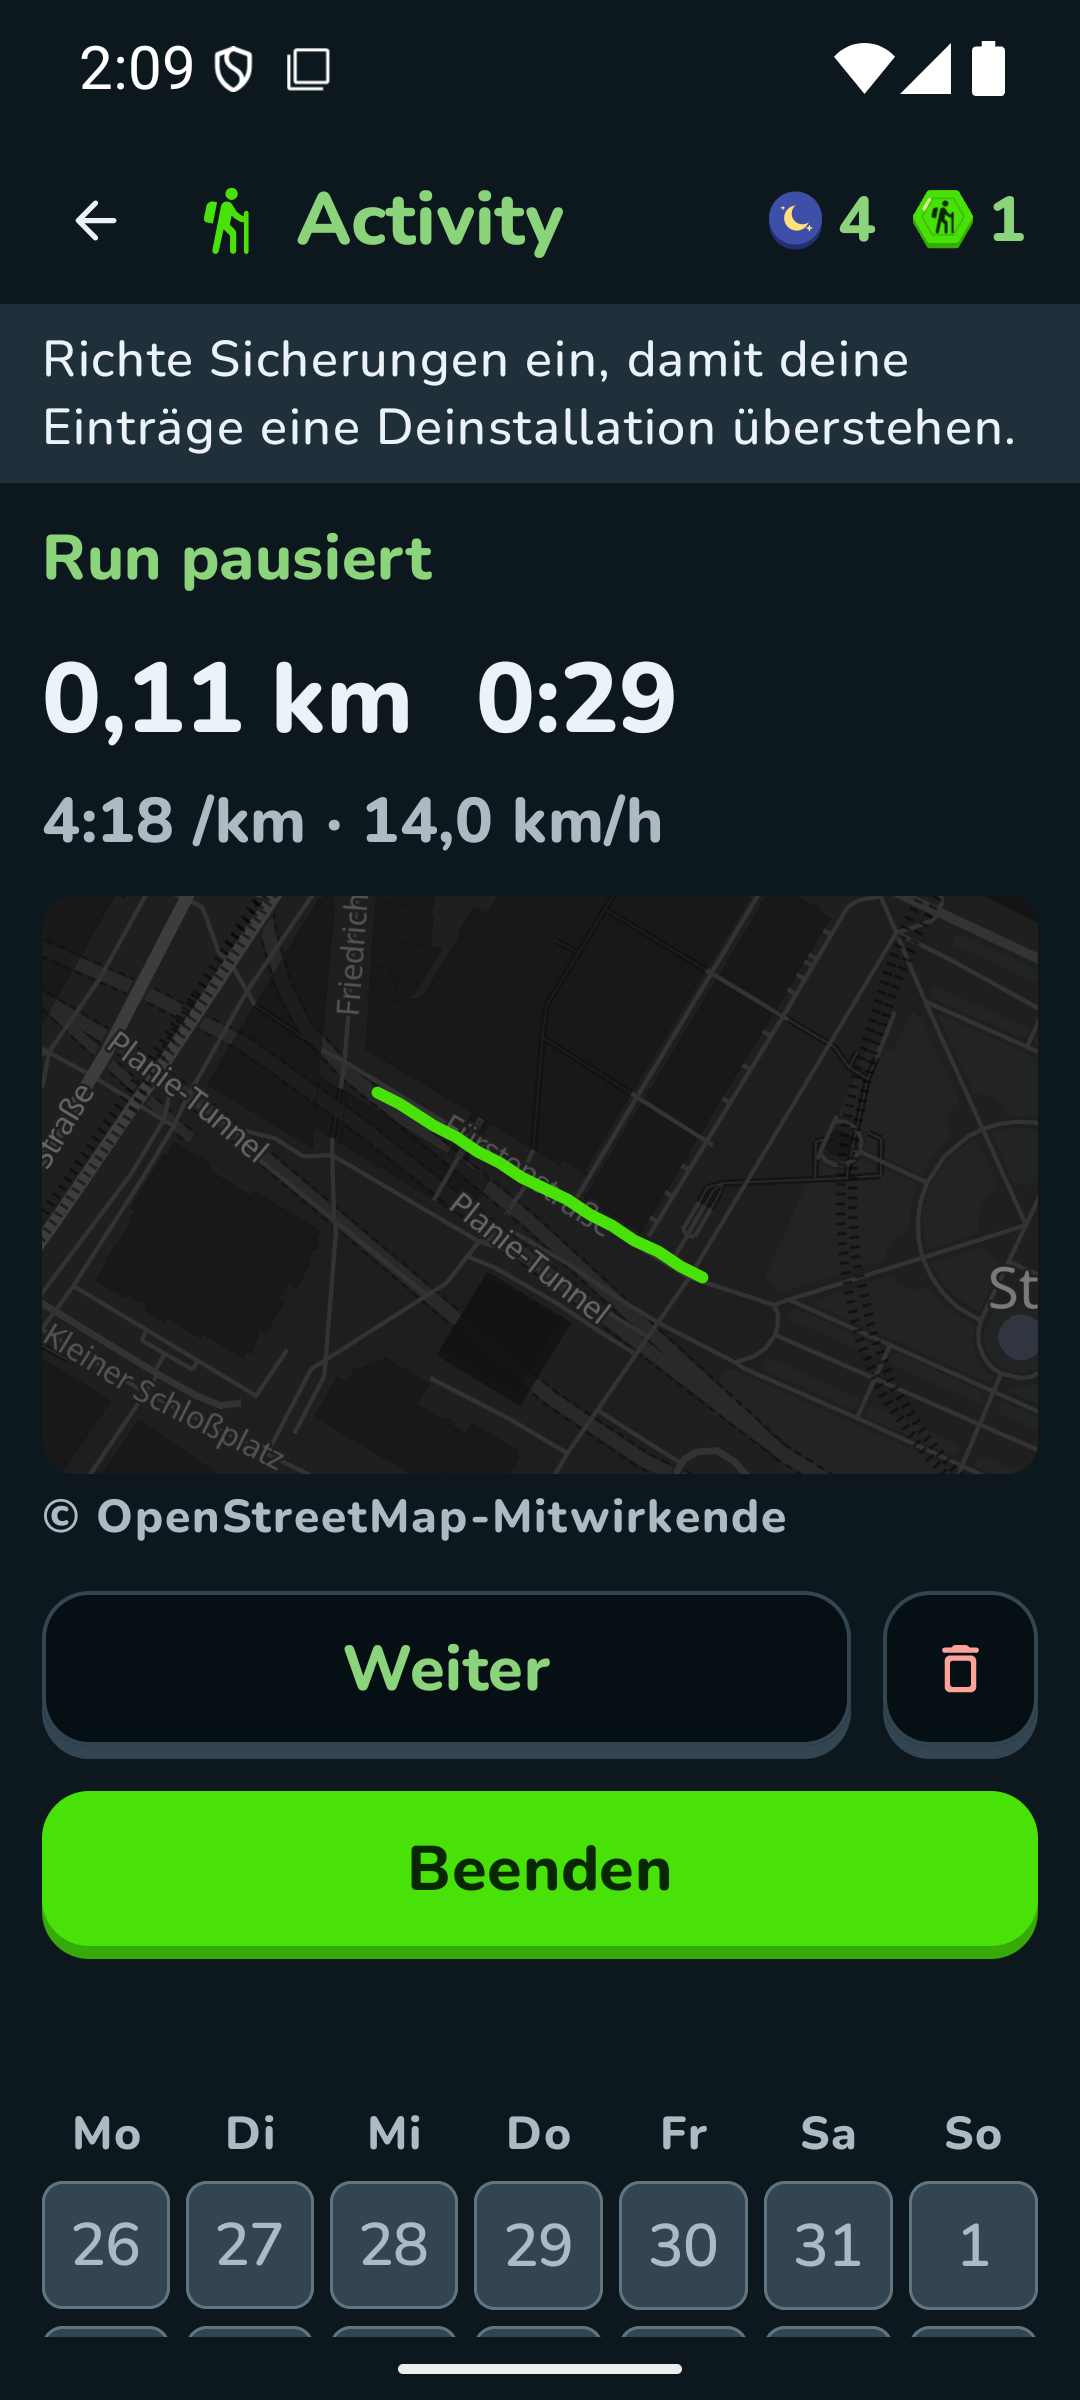 2:09
Activity
4
1
Richte Sicherungen ein, damit deine
Einträge eine Deinstallation überstehen.
Run pausiert
0,11 km 0:29
4:18 /km · 14,0 km/h
Friedrich
Planie-Tunnel
straße
Fürstenstraße
Planie-Tunnel
St
Kleiner Schloßplatz
© OpenStreetMap-Mitwirkende
Weiter
Beenden
Mo Di Mi Do Fr Sa So
26 27 28 29 30 31 1